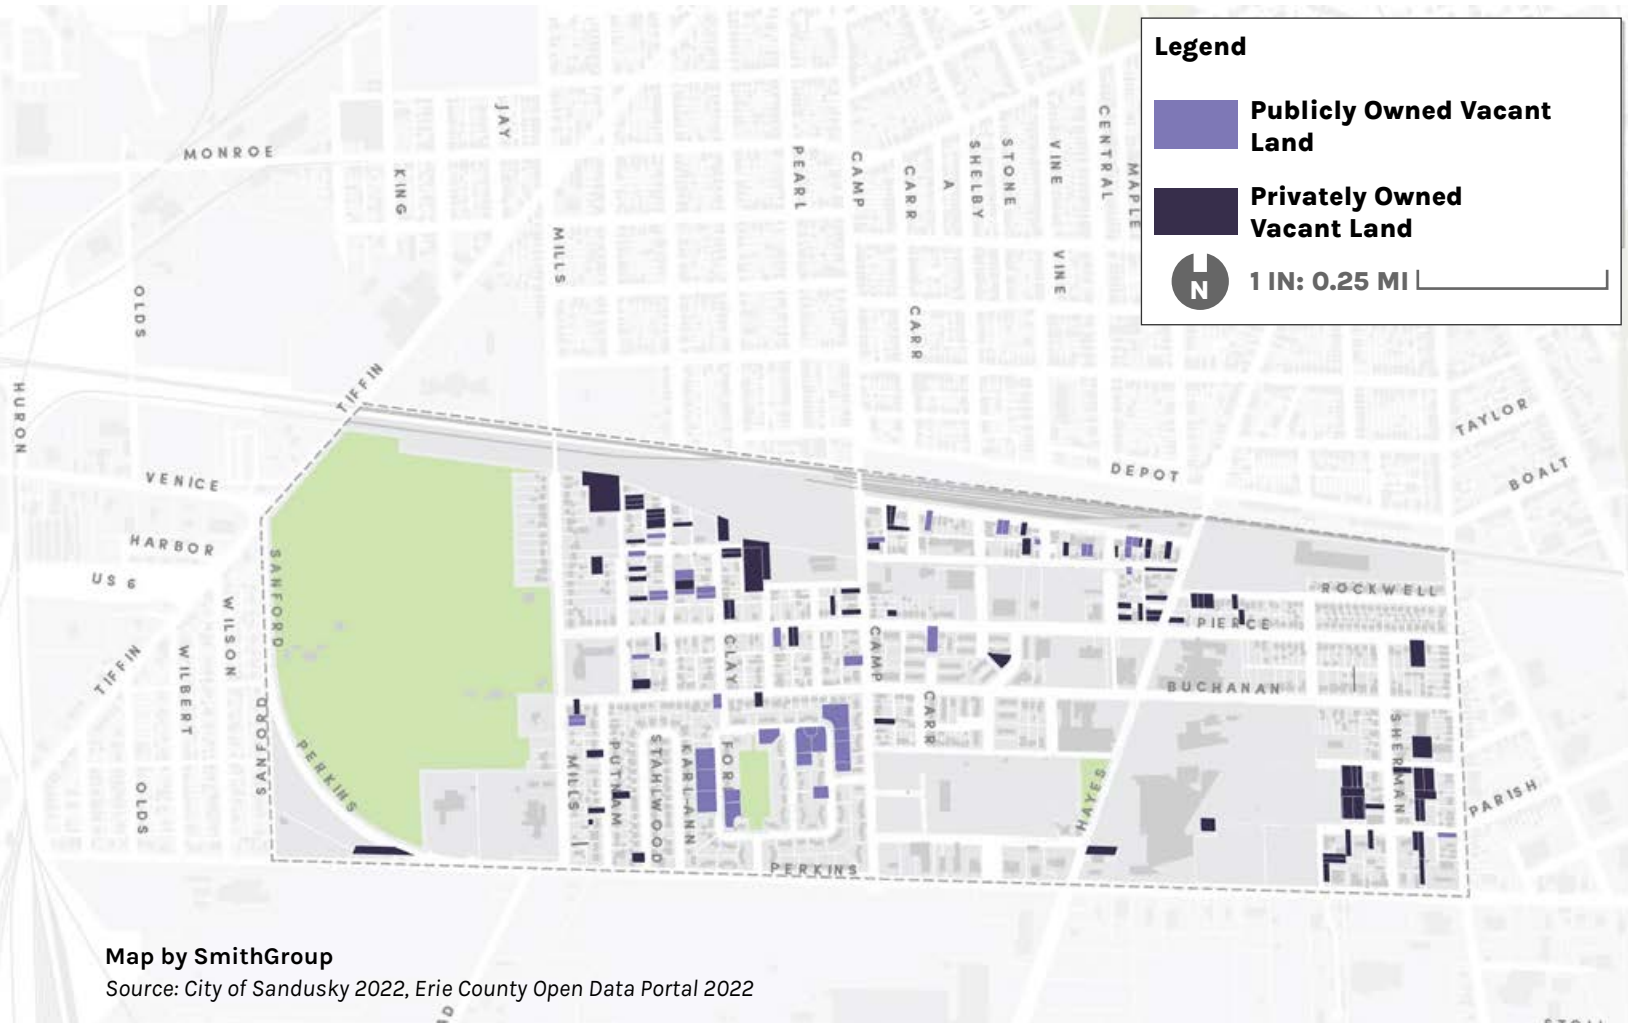 Legend
Publicly Owned Vacant
Land
Privately Owned
Vacant Land
N
1 IN: 0.25 MI
MONROE
KING
JAY
MILLS
PEARL
CAMP
CARR
A
SHELBY
STONE
VINE
CENTRAL
MAPLE
VINE
CARR
OLDS
HURON
TIFFIN
TAYLOR
BOALT
DEPOT
VENICE
HARBOR
US 6
SANFORD
WILSON
WILBERT
TIFFIN
SANFORD
OLDS
PERKINS
ROCKWELL
PIERCE
BUCHANAN
CLAY
CAMP
CARR
MILLS
PUTNAM
STAHLWOOD
KARL-ANN
FOR
HAYES
SHERMAN
PARISH
PERKINS
Map by SmithGroup
Source: City of Sandusky 2022, Erie County Open Data Portal 2022